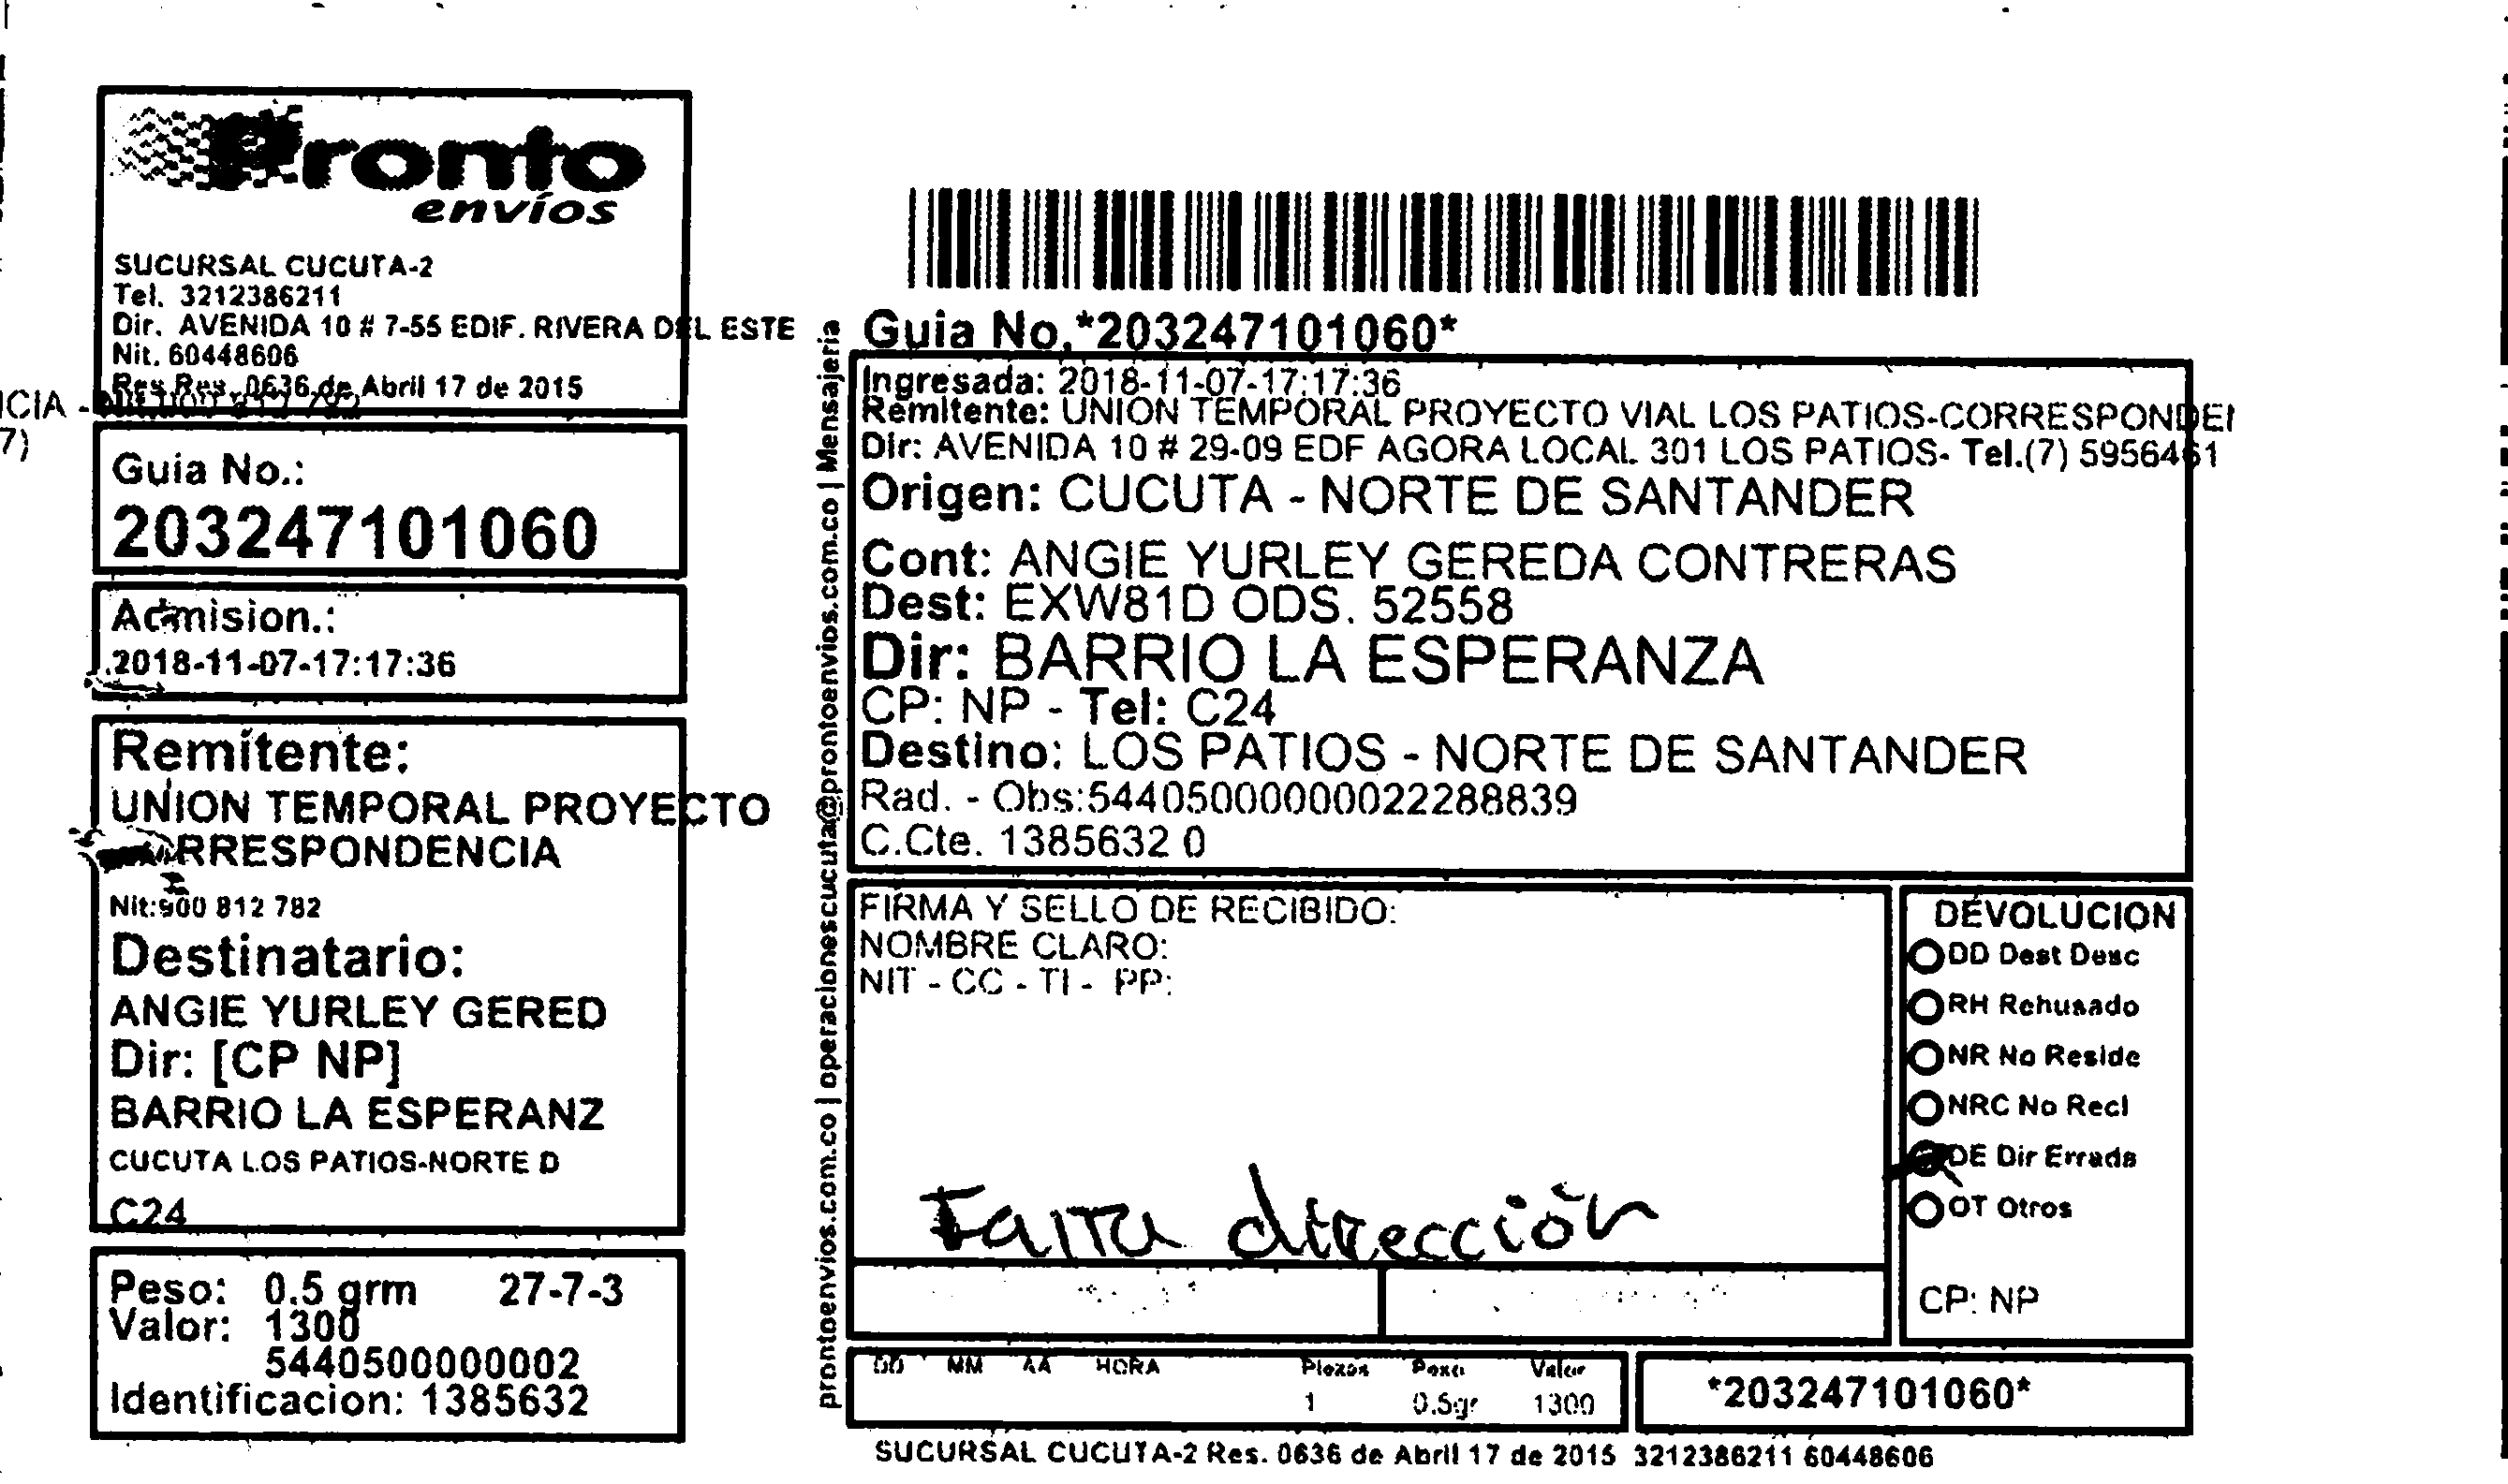 Pronto
envíos
SUCURSAL CUCUTA-2
Tel. 3212386211
Dir. AVENIDA 10 # 7-55 EDIF. RIVERA DEL ESTE
Nit. 60448606
Res Res. 0636 de Abril 17 de 2015
NCIA -
7)
Guia No.:
203247101060
Admision.:
2018-11-07-17:17:36
Remitente:
UNION TEMPORAL PROYECTO
RRESPONDENCIA
Nit:900 812 782
Destinatario:
ANGIE YURLEY GERED
Dir: [CP NP]
BARRIO LA ESPERANZ
CUCUTA LOS PATIOS-NORTE D
C24
Peso: 0.5 grm 27-7-3
Valor: 1300
5440500000002
Identificacion: 1385632
prontoenvios.com.co | operacionescucuta@prontoenvios.com.co | Mensajeria
Guia No.*203247101060*
Ingresada: 2018-11-07-17:17:36
Remitente: UNION TEMPORAL PROYECTO VIAL LOS PATIOS-CORRESPONDEN
Dir: AVENIDA 10 # 29-09 EDF AGORA LOCAL 301 LOS PATIOS- Tel.(7) 5956461
Origen: CUCUTA - NORTE DE SANTANDER
Cont: ANGIE YURLEY GEREDA CONTRERAS
Dest: EXW81D ODS. 52558
Dir: BARRIO LA ESPERANZA
CP: NP - Tel: C24
Destino: LOS PATIOS - NORTE DE SANTANDER
Rad. - Obs:54405000000022288839
C.Cte. 1385632 0
FIRMA Y SELLO DE RECIBIDO:
NOMBRE CLARO:
NIT - CC - TI - PP:
Falta dirección
DEVOLUCION
DD Dest Desc
RH Rehusado
NR No Reside
NRC No Recl
DE Dir Errada
OT Otros
CP: NP
DD MM AA HORA Piezas Peso Valor
1 0.5gr 1300
*203247101060*
SUCURSAL CUCUTA-2 Res. 0636 de Abril 17 de 2015 3212386211 60448606